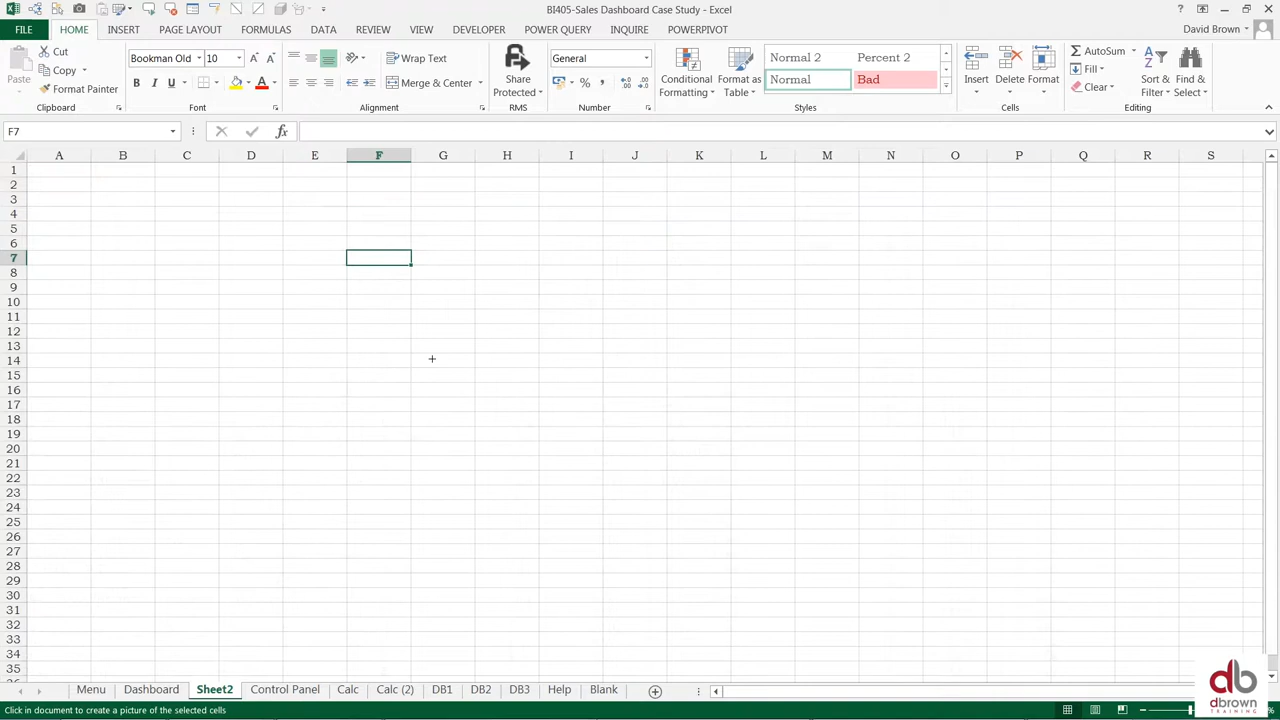 BI405-Sales Dashboard Case Study - Excel
FILE HOME INSERT PAGE LAYOUT FORMULAS DATA REVIEW VIEW DEVELOPER POWER QUERY INQUIRE POWERPIVOT David Brown
Paste Cut Copy Format Painter
Clipboard
Bookman Old 10
B I U
Font
Wrap Text
Merge & Center
Alignment
Share Protected
RMS
General
%
Number
Conditional Formatting
Format as Table
Normal 2 Percent 2
Normal Bad
Styles
Insert Delete Format
Cells
AutoSum
Fill
Clear
Sort & Filter
Find & Select
Editing
F7 fx
A B C D E F G H I J K L M N O P Q R S
1
2
3
4
5
6
7
8
9
10
11
12
13
14
15
16
17
18
19
20
21
22
23
24
25
26
27
28
29
30
31
32
33
34
35
Menu Dashboard Sheet2 Control Panel Calc Calc (2) DB1 DB2 DB3 Help Blank
Click in document to create a picture of the selected cells
db
dbrown
TRAINING